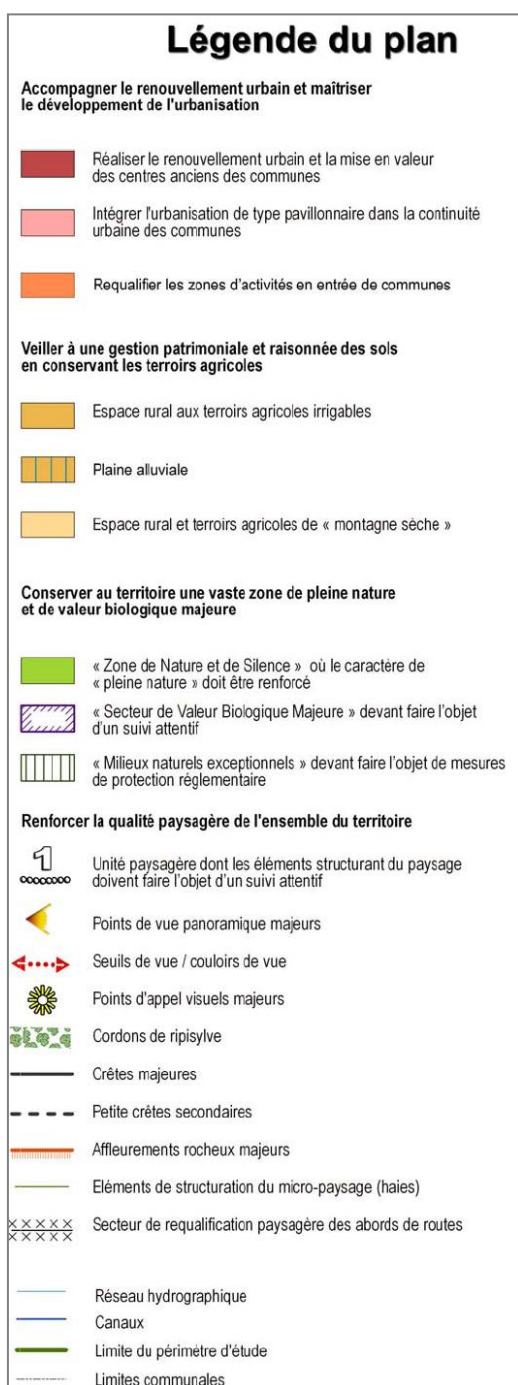 Légende du plan
Accompagner le renouvellement urbain et maîtriser
le développement de l'urbanisation
Réaliser le renouvellement urbain et la mise en valeur
des centres anciens des communes
Intégrer l'urbanisation de type pavillonnaire dans la continuité
urbaine des communes
Requalifier les zones d'activités en entrée de communes
Veiller à une gestion patrimoniale et raisonnée des sols
en conservant les terroirs agricoles
Espace rural aux terroirs agricoles irrigables
Plaine alluviale
Espace rural et terroirs agricoles de « montagne sèche »
Conserver au territoire une vaste zone de pleine nature
et de valeur biologique majeure
« Zone de Nature et de Silence » où le caractère de
« pleine nature » doit être renforcé
« Secteur de Valeur Biologique Majeure » devant faire l'objet
d'un suivi attentif
« Milieux naturels exceptionnels » devant faire l'objet de mesures
de protection réglementaire
Renforcer la qualité paysagère de l'ensemble du territoire
1
Unité paysagère dont les éléments structurant du paysage
doivent faire l'objet d'un suivi attentif
Points de vue panoramique majeurs
Seuils de vue / couloirs de vue
Points d'appel visuels majeurs
Cordons de ripisylve
Crêtes majeures
Petite crêtes secondaires
Affleurements rocheux majeurs
Eléments de structuration du micro-paysage (haies)
Secteur de requalification paysagère des abords de routes
Réseau hydrographique
Canaux
Limite du périmètre d'étude
Limites communales